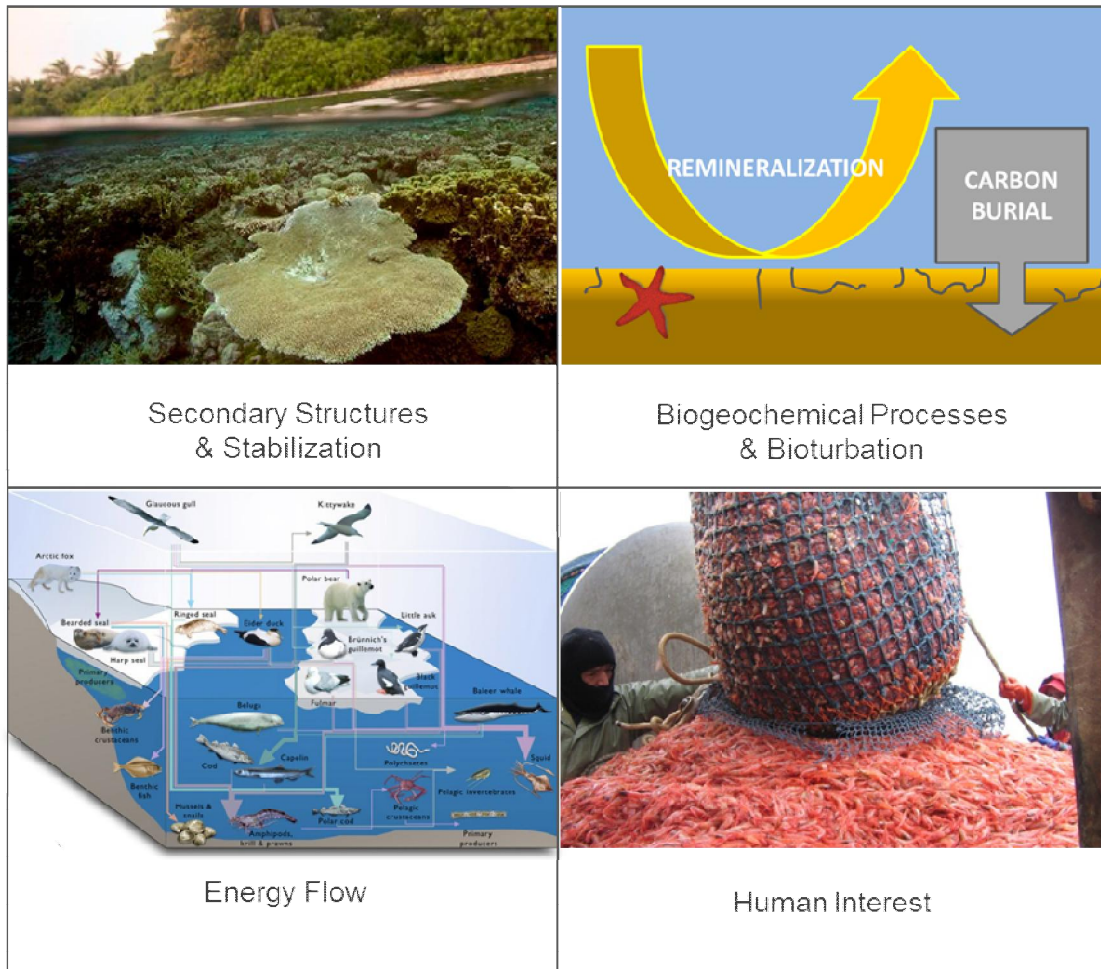 REMINERALIZATION
CARBON
BURIAL
Secondary Structures
& Stabilization
Biogeochemical Processes
& Bioturbation
Glaucous gull
Kittywake
Arctic fox
Polar bear
Ringed seal
Little auk
Bearded seal
Eider duck
Brünnich's
guillemot
Harp seal
Black
guillemot
Primary
producers
Fulmar
Baleen whale
Beluga
Benthic
crustaceans
Polychaetes
Squid
Cod
Capelin
Benthic
fish
Pelagic invertebrates
Mussels &
snails
Pelagic
crustaceans
Polar cod
Amphipods,
krill & prawns
Primary
producers
Energy Flow
Human Interest